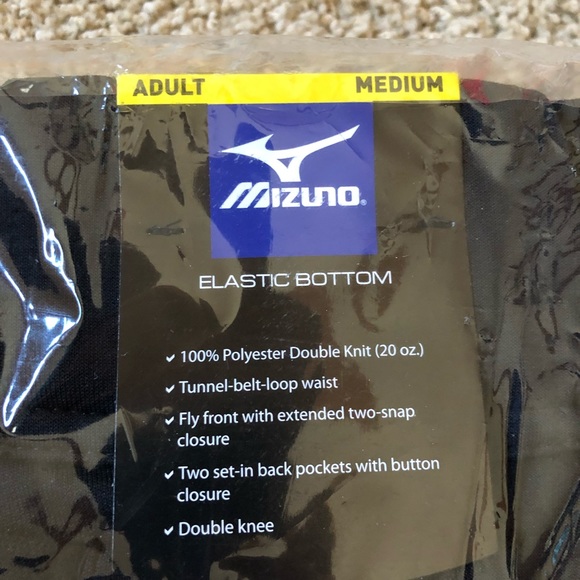 ADULT MEDIUM
MIZUNO
ELASTIC BOTTOM
✓ 100% Polyester Double Knit (20 oz.)
✓ Tunnel-belt-loop waist
✓ Fly front with extended two-snap
closure
✓ Two set-in back pockets with button
closure
✓ Double knee